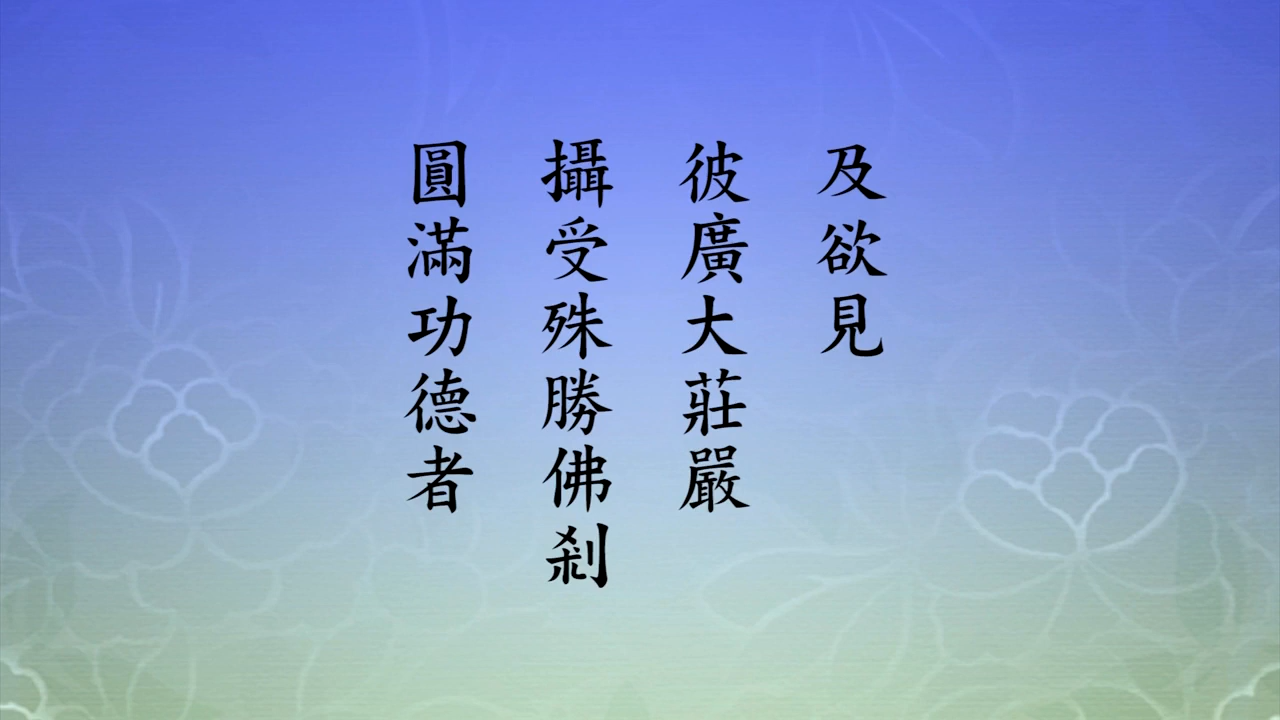 及欲見
彼廣大莊嚴
攝受殊勝佛剎
圓滿功德者